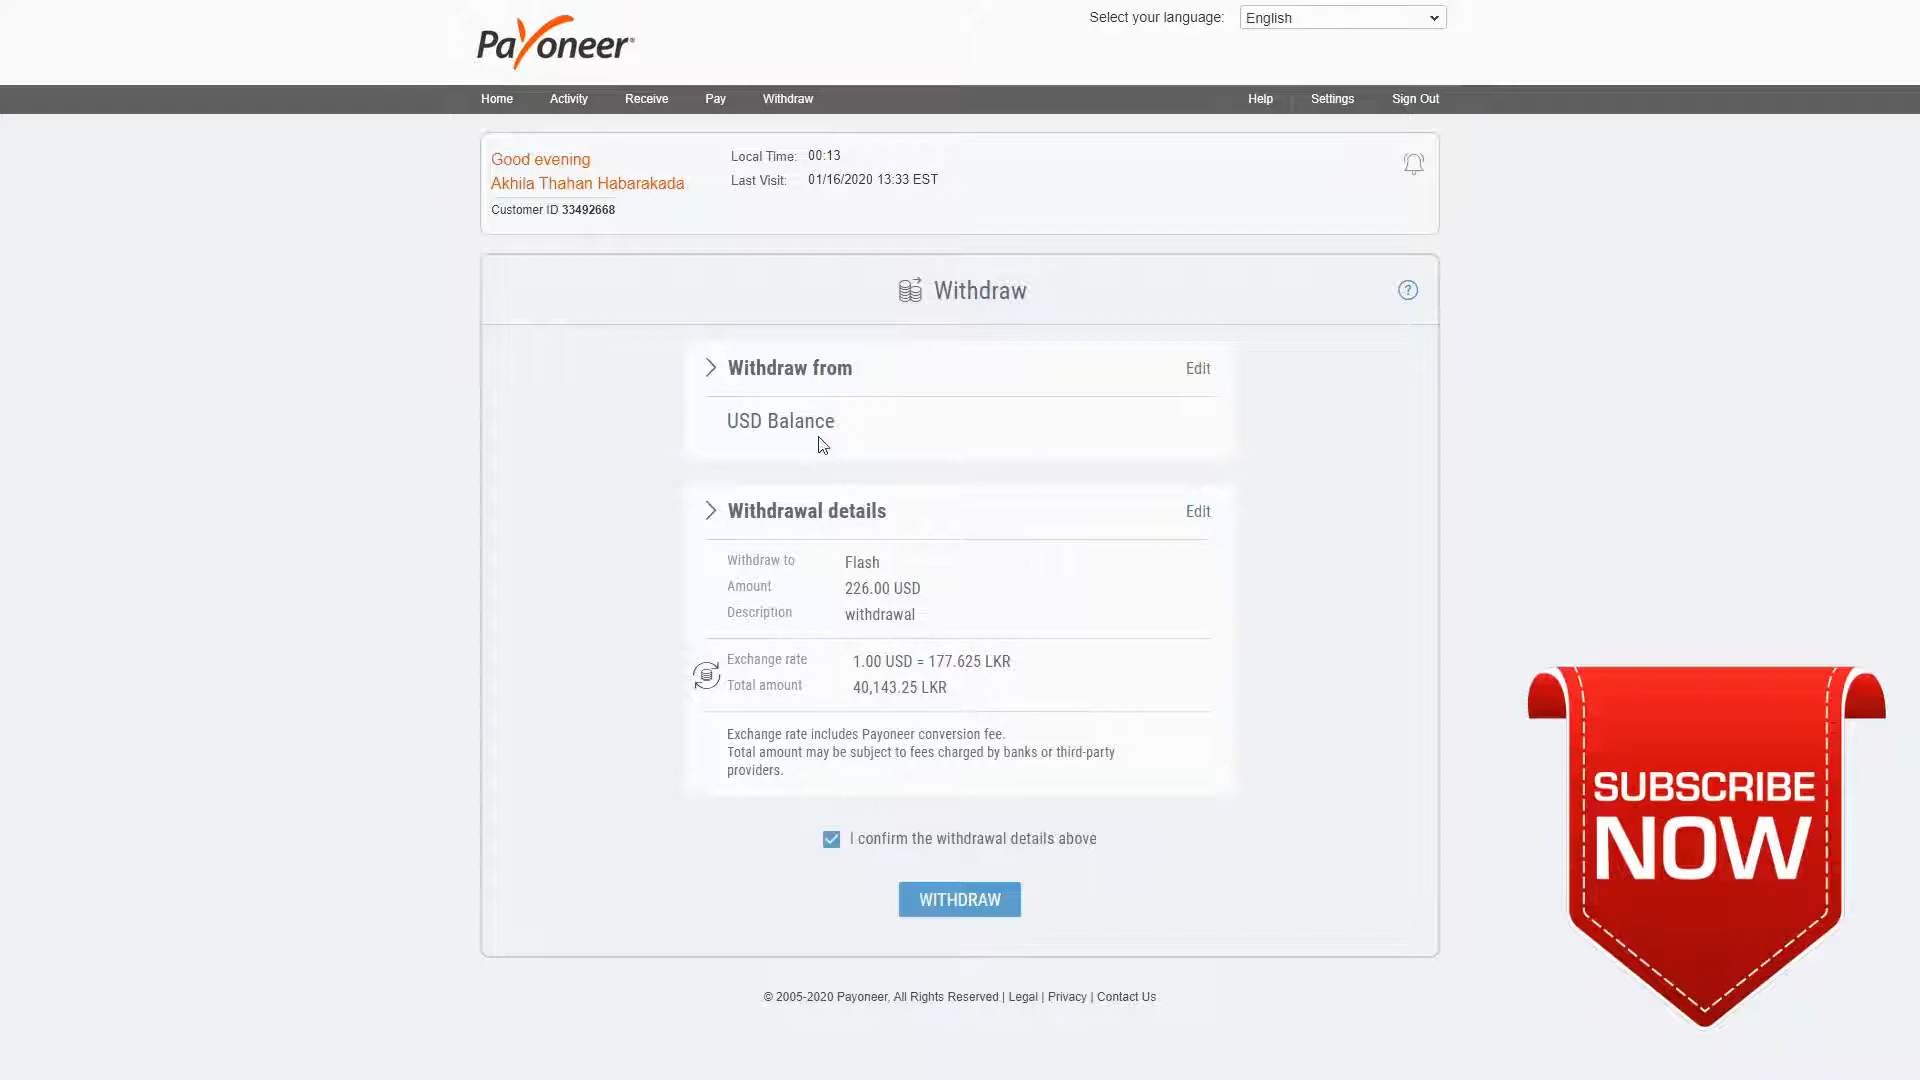 Payoneer
Select your language: English
Home Activity Receive Pay Withdraw Help Settings Sign Out
Good evening
Akhila Thahan Habarakada
Customer ID 33492668
Local Time: 00:13
Last Visit: 01/16/2020 13:33 EST
Withdraw
?
Withdraw from Edit
USD Balance
Withdrawal details Edit
Withdraw to Flash
Amount 226.00 USD
Description withdrawal
Exchange rate 1.00 USD = 177.625 LKR
Total amount 40,143.25 LKR
Exchange rate includes Payoneer conversion fee.
Total amount may be subject to fees charged by banks or third-party
providers.
I confirm the withdrawal details above
WITHDRAW
SUBSCRIBE
NOW
© 2005-2020 Payoneer, All Rights Reserved | Legal | Privacy | Contact Us